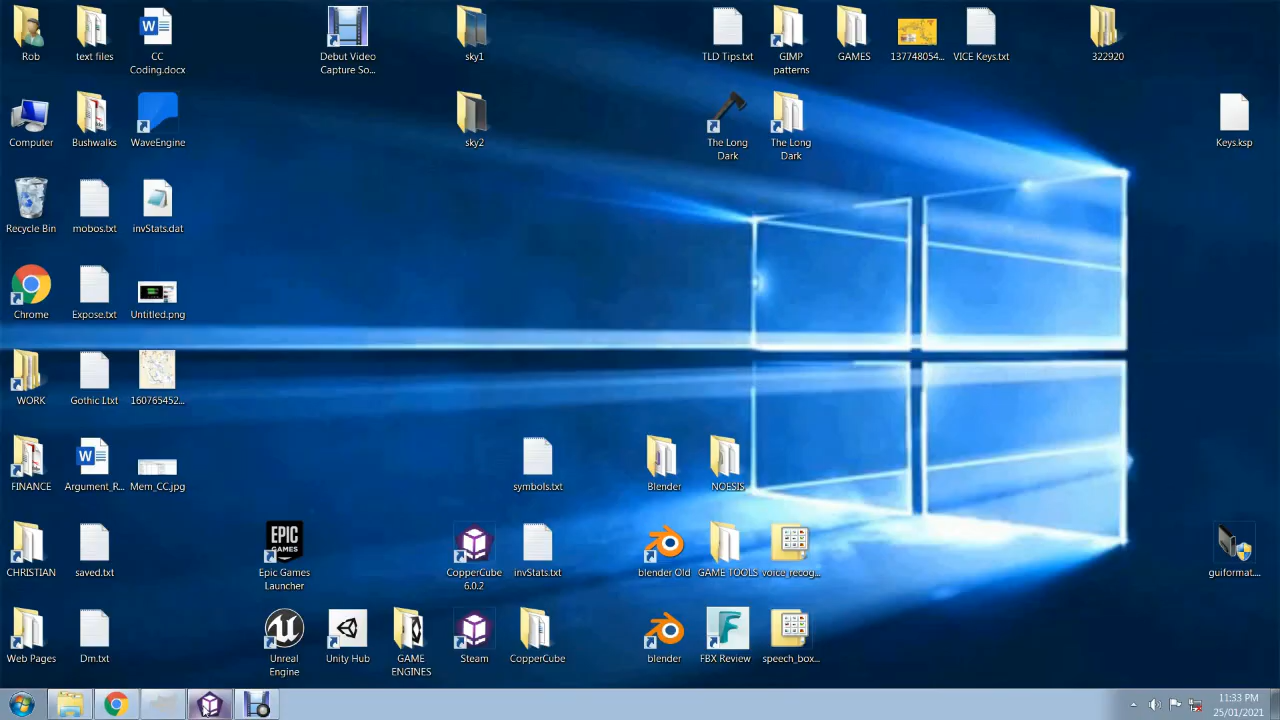 Rob
text files
CC
Coding.docx
Debut Video
Capture So...
sky1
TLD Tips.txt
GIMP
patterns
GAMES
137748054...
VICE Keys.txt
322920
Computer
Bushwalks
WaveEngine
sky2
The Long
Dark
The Long
Dark
Keys.ksp
Recycle Bin
mobos.txt
invStats.dat
Chrome
Expose.txt
Untitled.png
WORK
Gothic I.txt
160765452...
FINANCE
Argument_R...
Mem_CC.jpg
symbols.txt
Blender
NOESIS
CHRISTIAN
saved.txt
EPIC
GAMES
Epic Games
Launcher
CopperCube
6.0.2
invStats.txt
blender Old
GAME TOOLS
voice_recog...
guiformat....
Web Pages
Dm.txt
Unreal
Engine
Unity Hub
GAME
ENGINES
Steam
CopperCube
blender
FBX Review
speech_box...
11:33 PM
25/01/2021